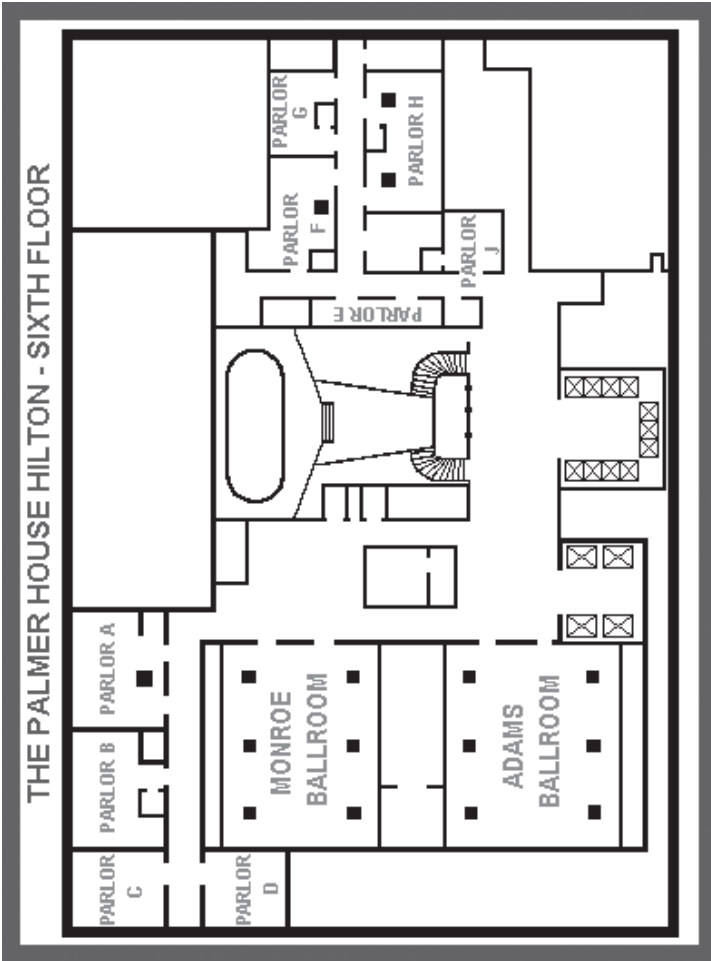 THE PALMER HOUSE HILTON - SIXTH FLOOR
PARLOR
G
PARLOR H
PARLOR
F
PARLOR
J
PARLOR E
PARLOR A
PARLOR B
PARLOR
C
PARLOR
D
MONROE
BALLROOM
ADAMS
BALLROOM